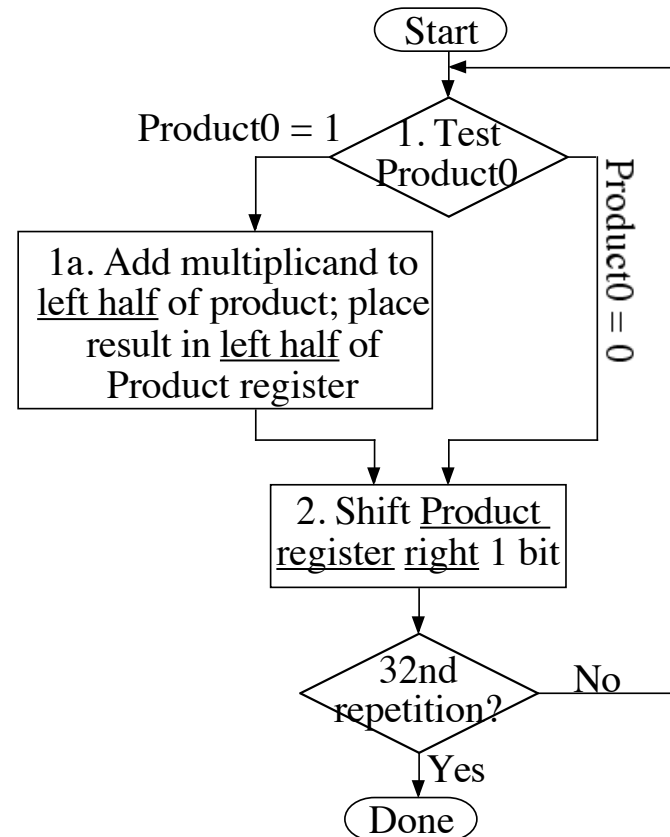 Start
Product0 = 1
1. Test
Product0
Product0 = 0
1a. Add multiplicand to
left half of product; place
result in left half of
Product register
2. Shift Product
register right 1 bit
32nd
repetition?
No
Yes
Done